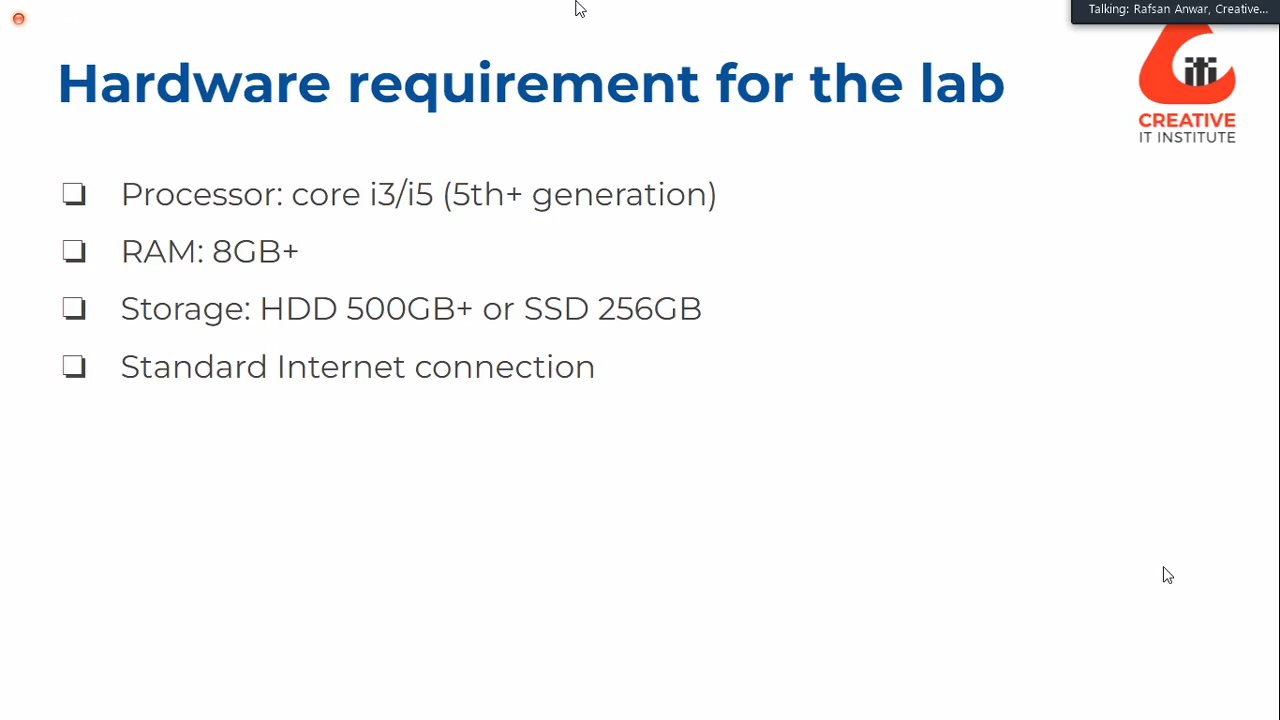 Talking: Rafsan Anwar, Creative...
Hardware requirement for the lab
iti
CREATIVE
IT INSTITUTE
❏ Processor: core i3/i5 (5th+ generation)
❏ RAM: 8GB+
❏ Storage: HDD 500GB+ or SSD 256GB
❏ Standard Internet connection